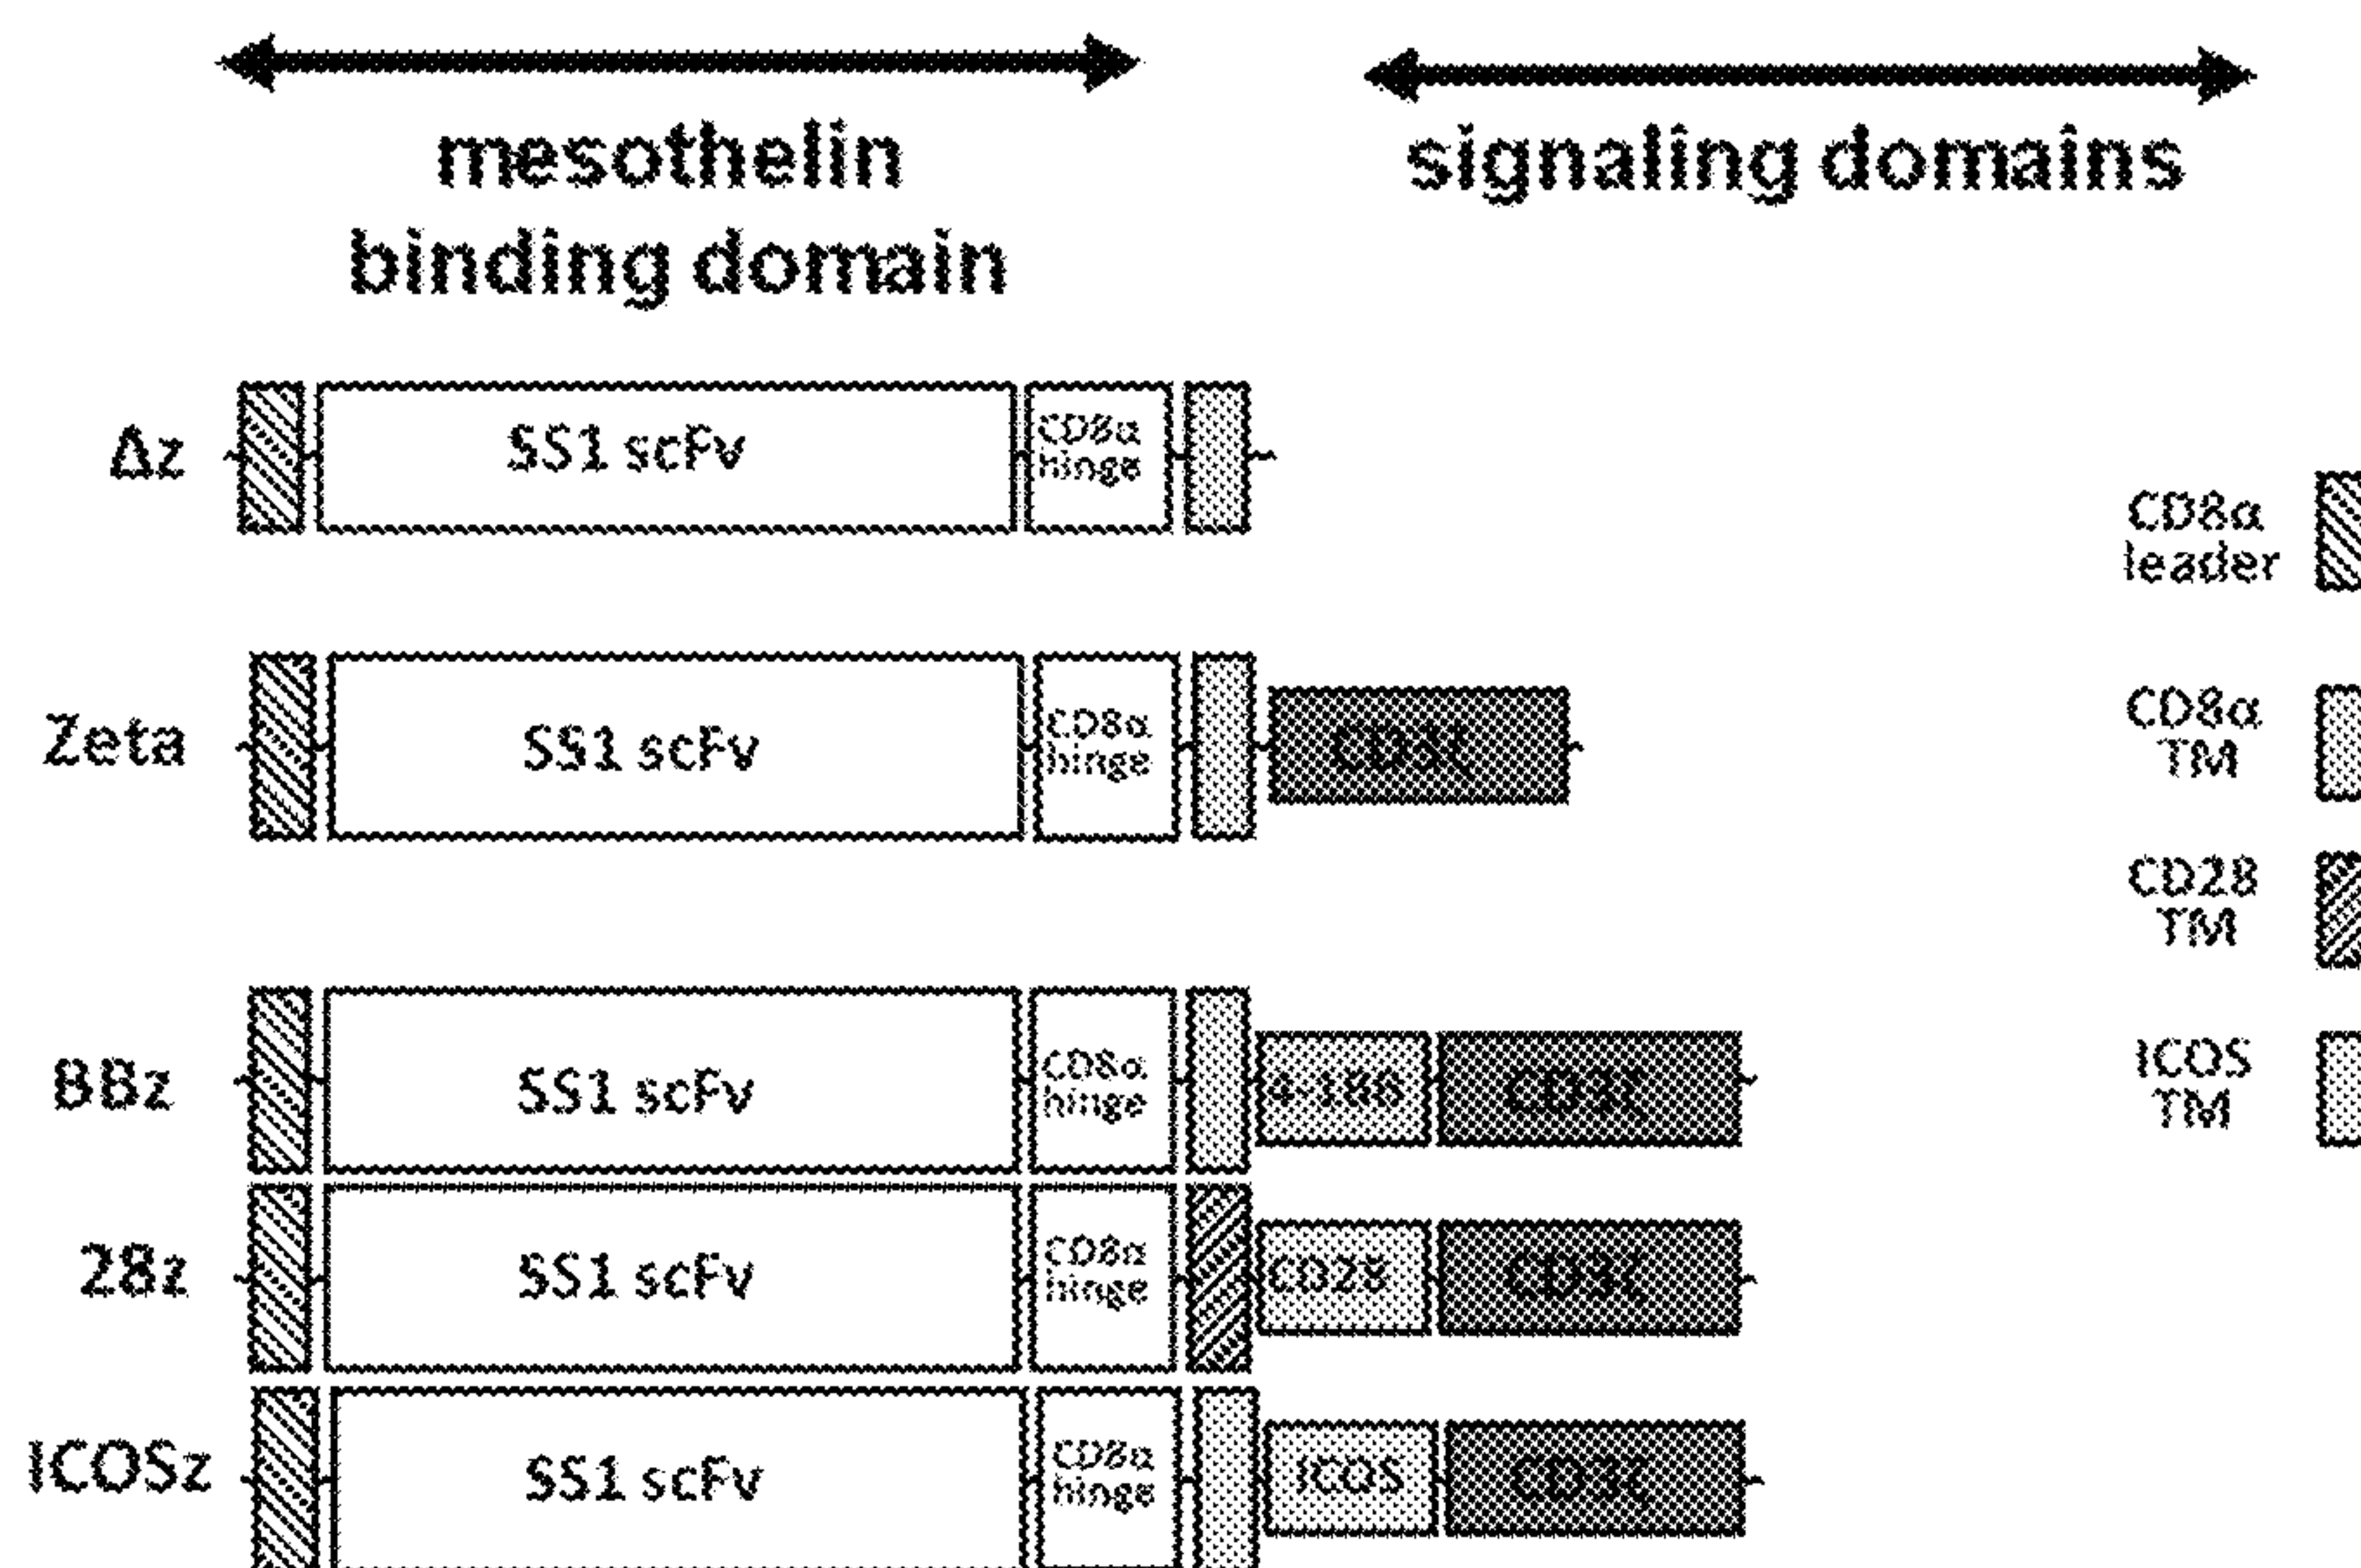 mesothelin
binding domain
signaling domains
Δz
SS1 scFv
CD8α
hinge
CD8α
leader
Zeta
SS1 scFv
CD8α
hinge
CD3ζ
CD8α
TM
CD28
TM
BBz
SS1 scFv
CD8α
hinge
4-1BB
CD3ζ
ICOS
TM
28z
SS1 scFv
CD8α
hinge
CD28
CD3ζ
ICOSz
SS1 scFv
CD8α
hinge
ICOS
CD3ζ